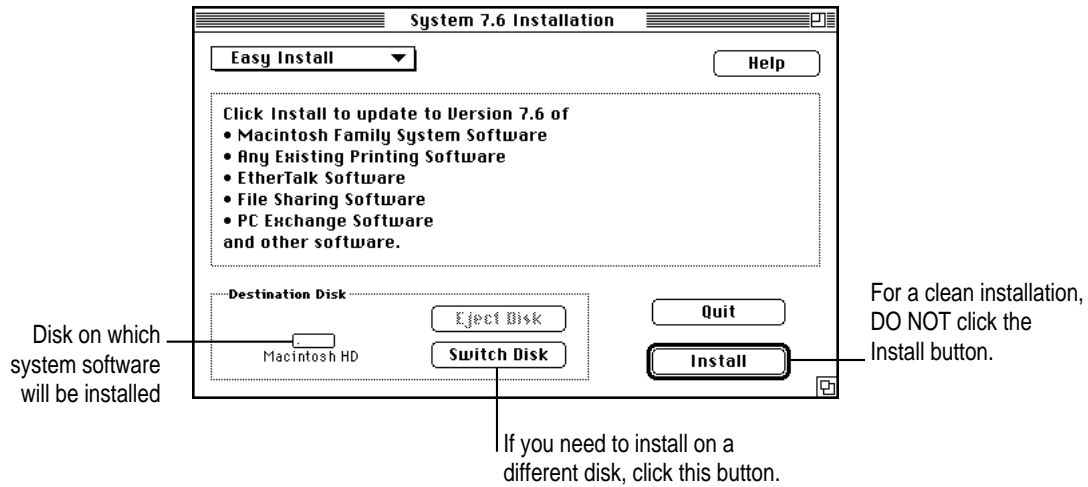 System 7.6 Installation
Easy Install
Help
Click Install to update to Version 7.6 of
• Macintosh Family System Software
• Any Existing Printing Software
• EtherTalk Software
• File Sharing Software
• PC Exchange Software
and other software.
Destination Disk
Macintosh HD
Eject Disk
Switch Disk
Quit
Install
Disk on which
system software
will be installed
For a clean installation,
DO NOT click the
Install button.
If you need to install on a
different disk, click this button.